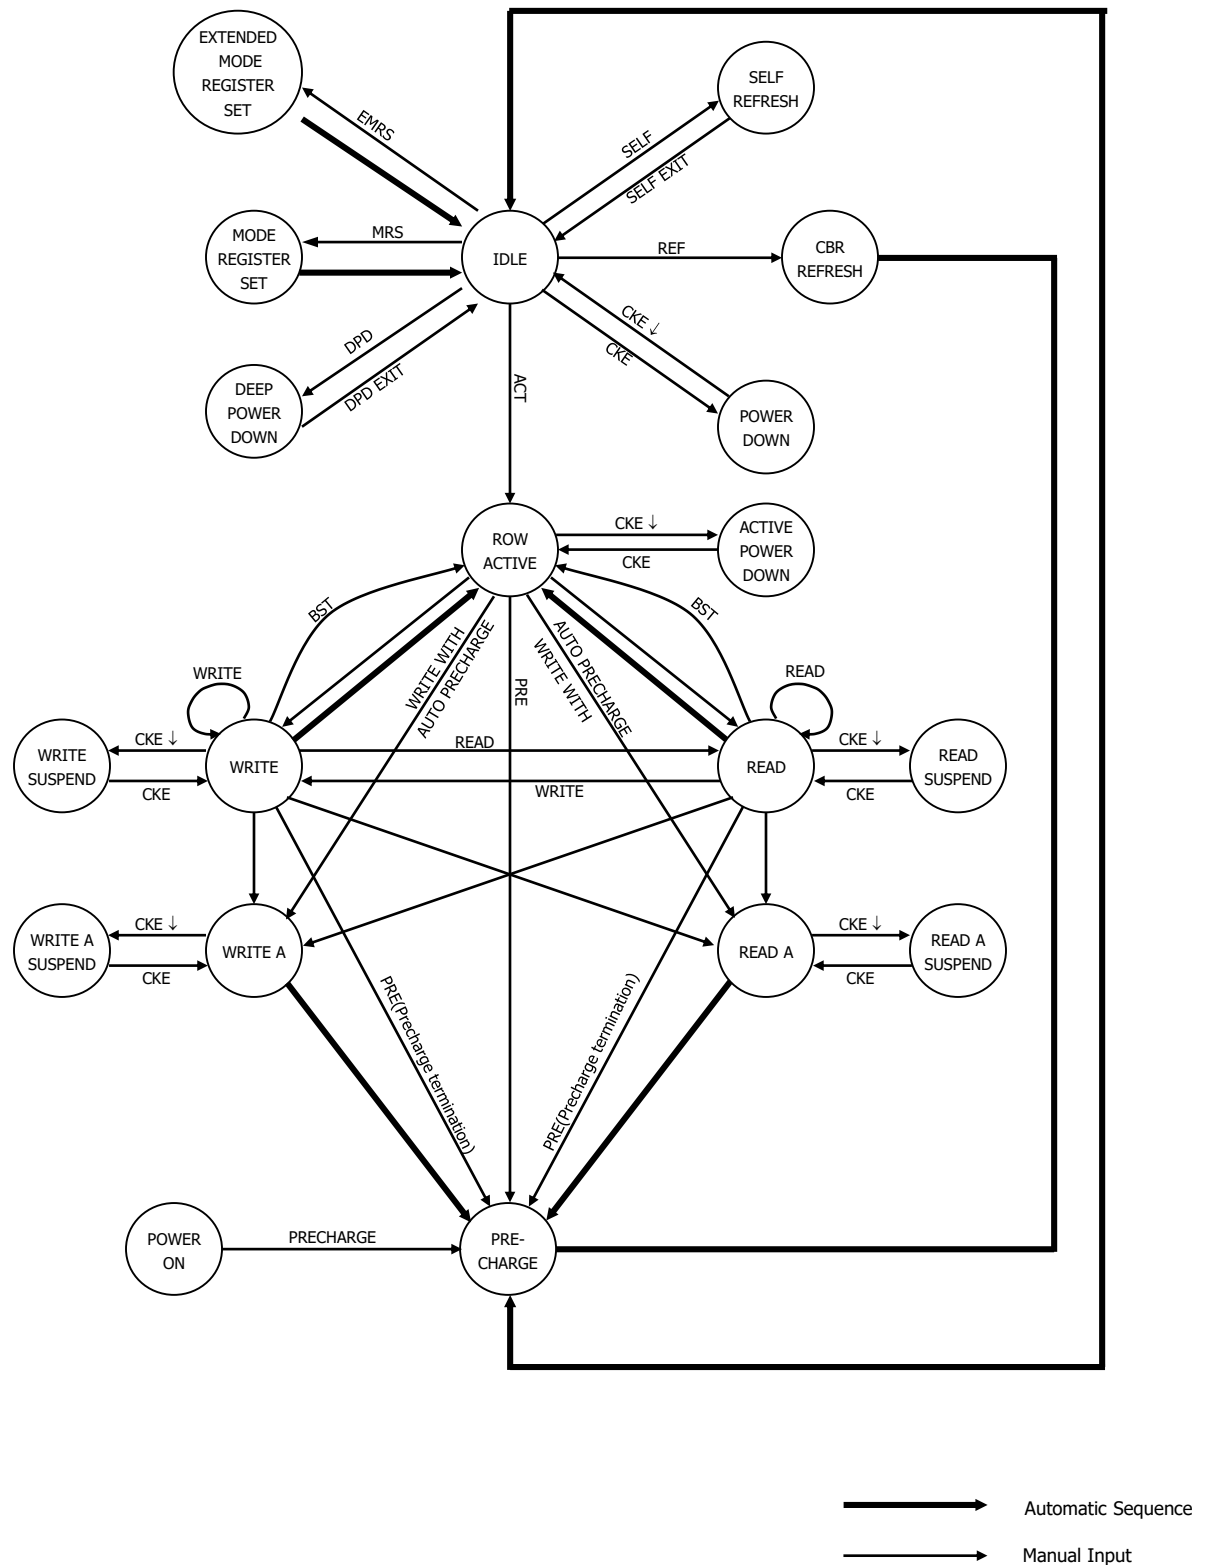 EXTENDED
MODE
REGISTER
SET
SELF
REFRESH
EMRS
SELF
SELF EXIT
MODE
REGISTER
SET
MRS
IDLE
REF
CBR
REFRESH
DPD
DPD EXIT
CKE ↓
CKE
ACT
DEEP
POWER
DOWN
POWER
DOWN
ROW
ACTIVE
CKE ↓
CKE
ACTIVE
POWER
DOWN
BST
BST
WRITE WITH
AUTO PRECHARGE
PRE
AUTO PRECHARGE
WRITE WITH
WRITE
READ
WRITE
SUSPEND
CKE ↓
CKE
WRITE
READ
WRITE
READ
CKE ↓
CKE
READ
SUSPEND
WRITE A
SUSPEND
CKE ↓
CKE
WRITE A
READ A
CKE ↓
CKE
READ A
SUSPEND
PRE(Precharge termination)
PRE(Precharge termination)
POWER
ON
PRECHARGE
PRE-
CHARGE
Automatic Sequence
Manual Input